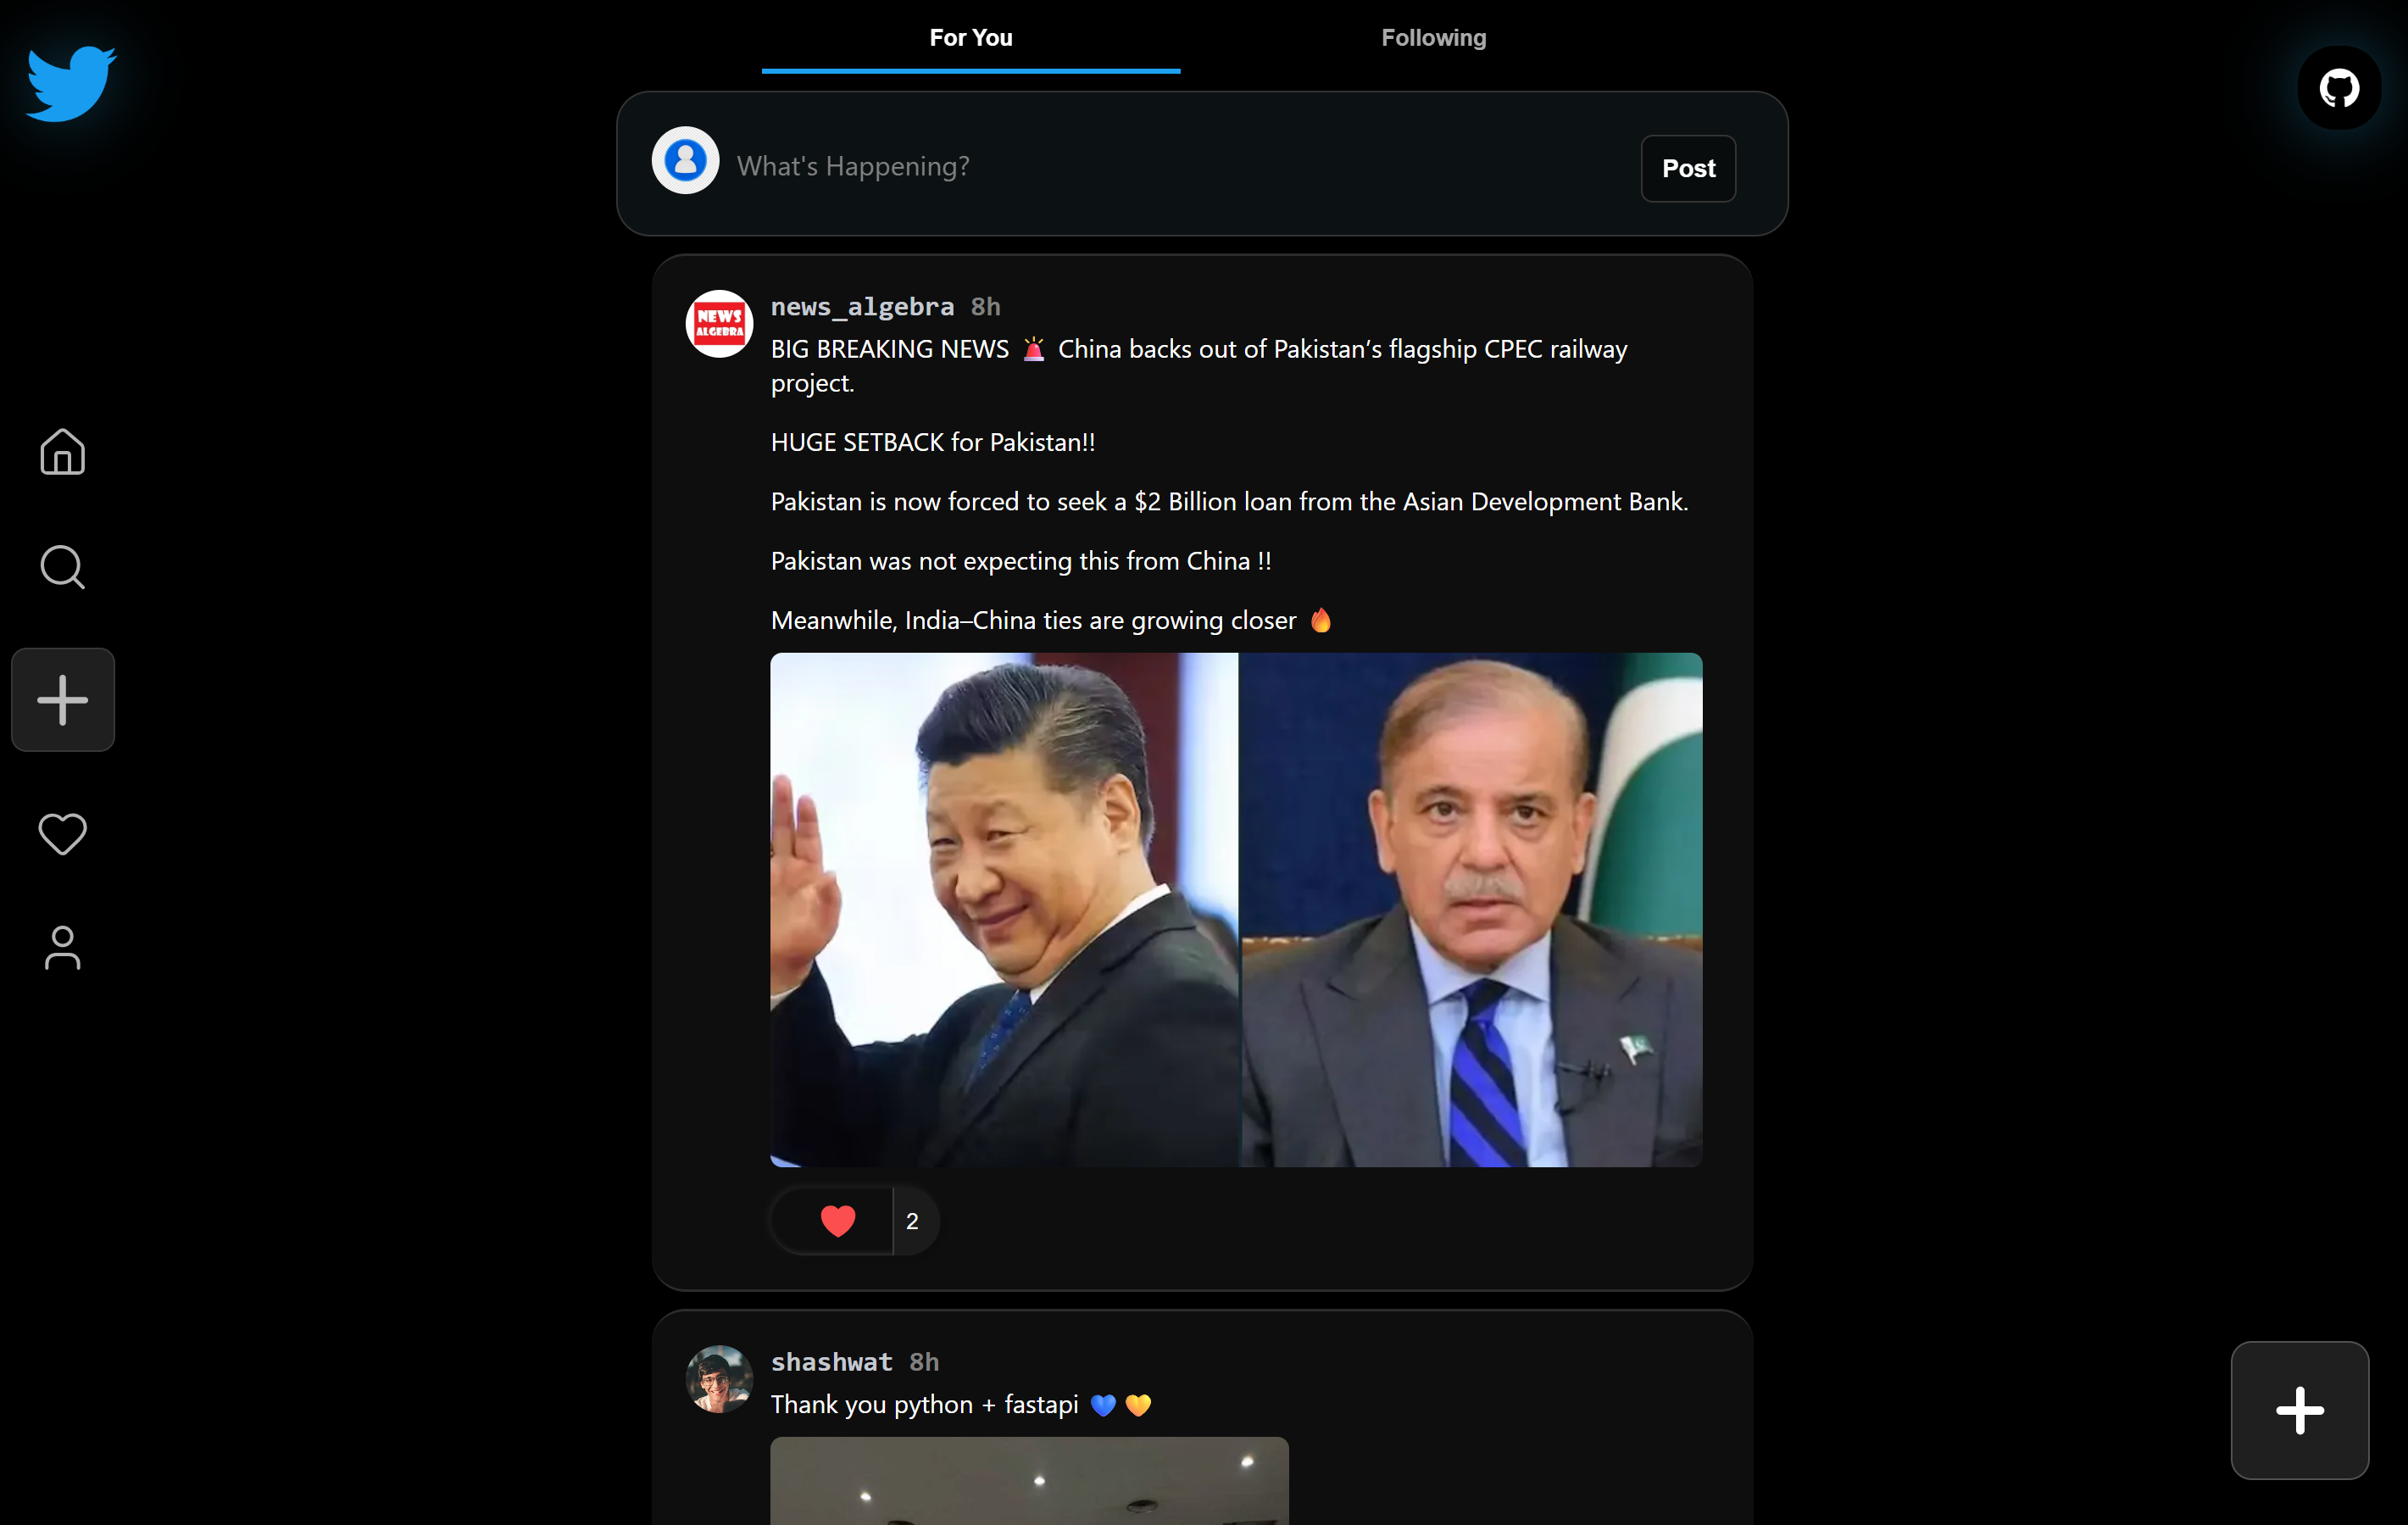 For You
Following
What's Happening?
Post
NEWS
ALGEBRA
news_algebra 8h
BIG BREAKING NEWS 🚨 China backs out of Pakistan’s flagship CPEC railway
project.
HUGE SETBACK for Pakistan!!
Pakistan is now forced to seek a $2 Billion loan from the Asian Development Bank.
Pakistan was not expecting this from China !!
Meanwhile, India–China ties are growing closer 🔥
2
shashwat 8h
Thank you python + fastapi 💙 💛